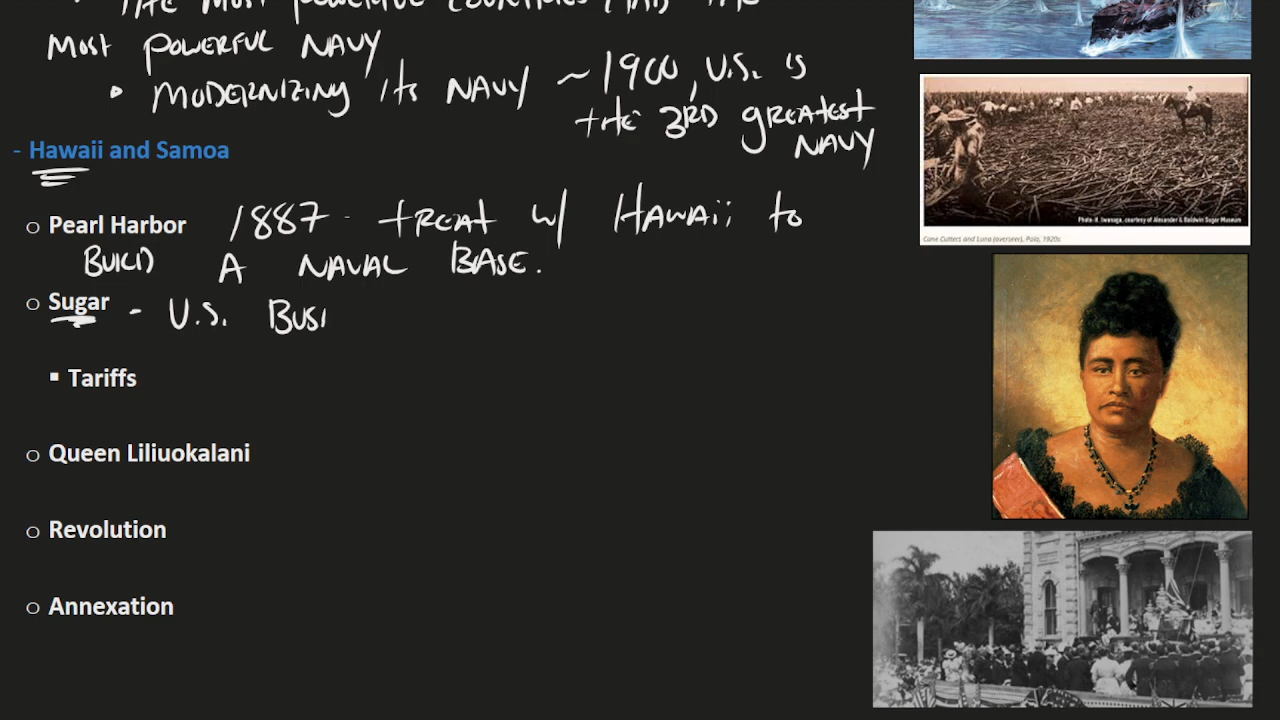 MOST POWERFUL NAVY
• MODERNIZING ITS NAVY ~1900, U.S. IS
THE 3RD GREATEST
NAVY
- Hawaii and Samoa
o Pearl Harbor 1887 - TREAT W/ HAWAII TO
BUILD A NAVAL BASE.
o Sugar - U.S. BUSI
▪ Tariffs
o Queen Liliuokalani
o Revolution
o Annexation
Photo: H. Iwanaga, courtesy of Alexander & Baldwin Sugar Museum
Cane Cutters and Luna (overseer), Paia, 1920s